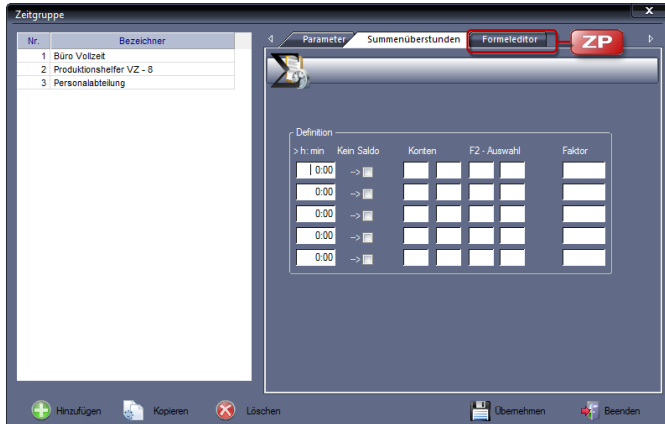 Zeitgruppe x
Nr. Bezeichner
1 Büro Vollzeit
2 Produktionshelfer VZ - 8
3 Personalabteilung
Parameter Summenüberstunden Formeleditor ZP
Definition
> h: min Kein Saldo Konten F2 - Auswahl Faktor
0:00 -->
0:00 -->
0:00 -->
0:00 -->
0:00 -->
Hinzufügen Kopieren Löschen Übernehmen Beenden